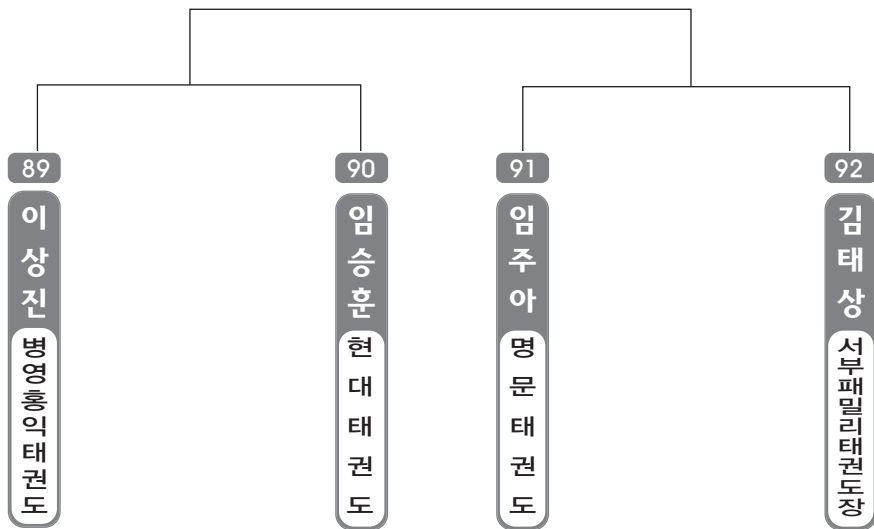 89
이상진
병영홍익태권도
90
임승훈
현대태권도
91
임주아
명문태권도
92
김태상
서부패밀리태권도장